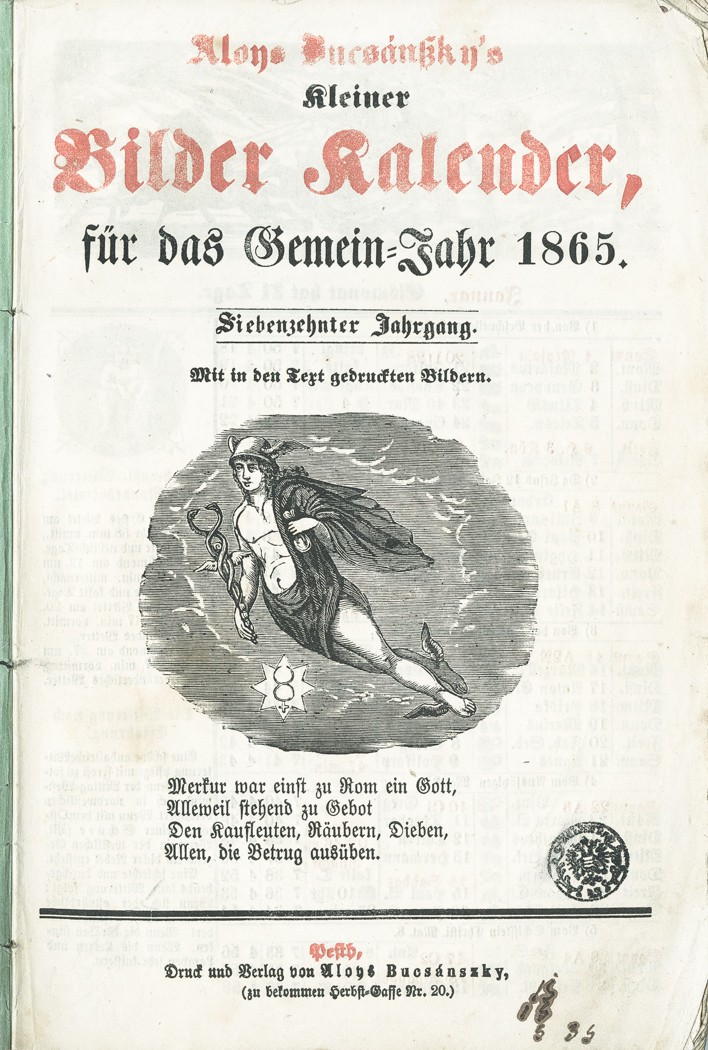 Aloys Bucsánszky's
Kleiner
Bilder Kalender,
für das Gemein-Jahr 1865.
Siebenzehnter Jahrgang.
Mit in den Text gedruckten Bildern.
Merkur war einst zu Rom ein Gott,
Alleweil stehend zu Gebot
Den Kaufleuten, Räubern, Dieben,
Allen, die Betrug ausüben.
Pesth,
Druck und Verlag von Aloys Bucsánszky,
(zu bekommen Herbst-Gasse Nr. 20.)